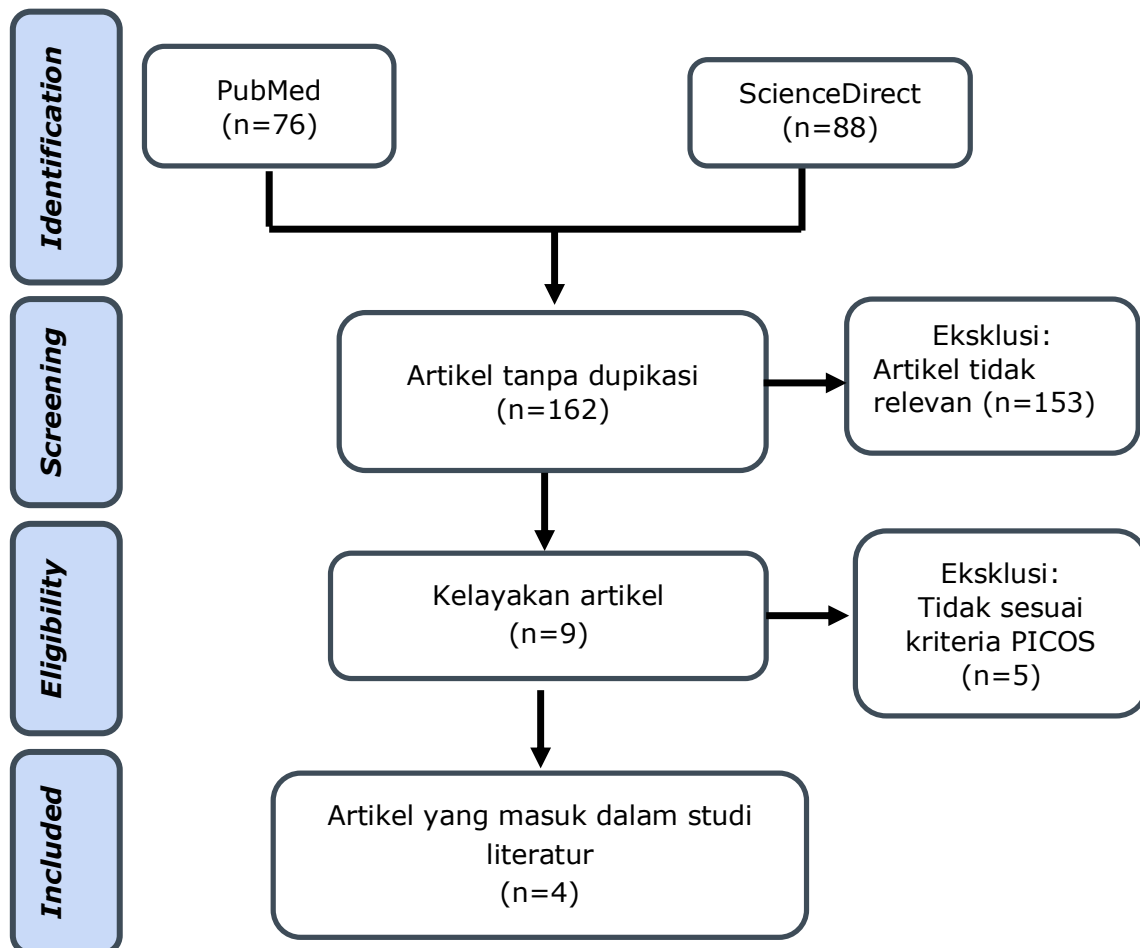 Identification
PubMed
(n=76)
ScienceDirect
(n=88)
Screening
Artikel tanpa dupikasi
(n=162)
Eksklusi:
Artikel tidak
relevan (n=153)
Eligibility
Kelayakan artikel
(n=9)
Eksklusi:
Tidak sesuai
kriteria PICOS
(n=5)
Included
Artikel yang masuk dalam studi
literatur
(n=4)